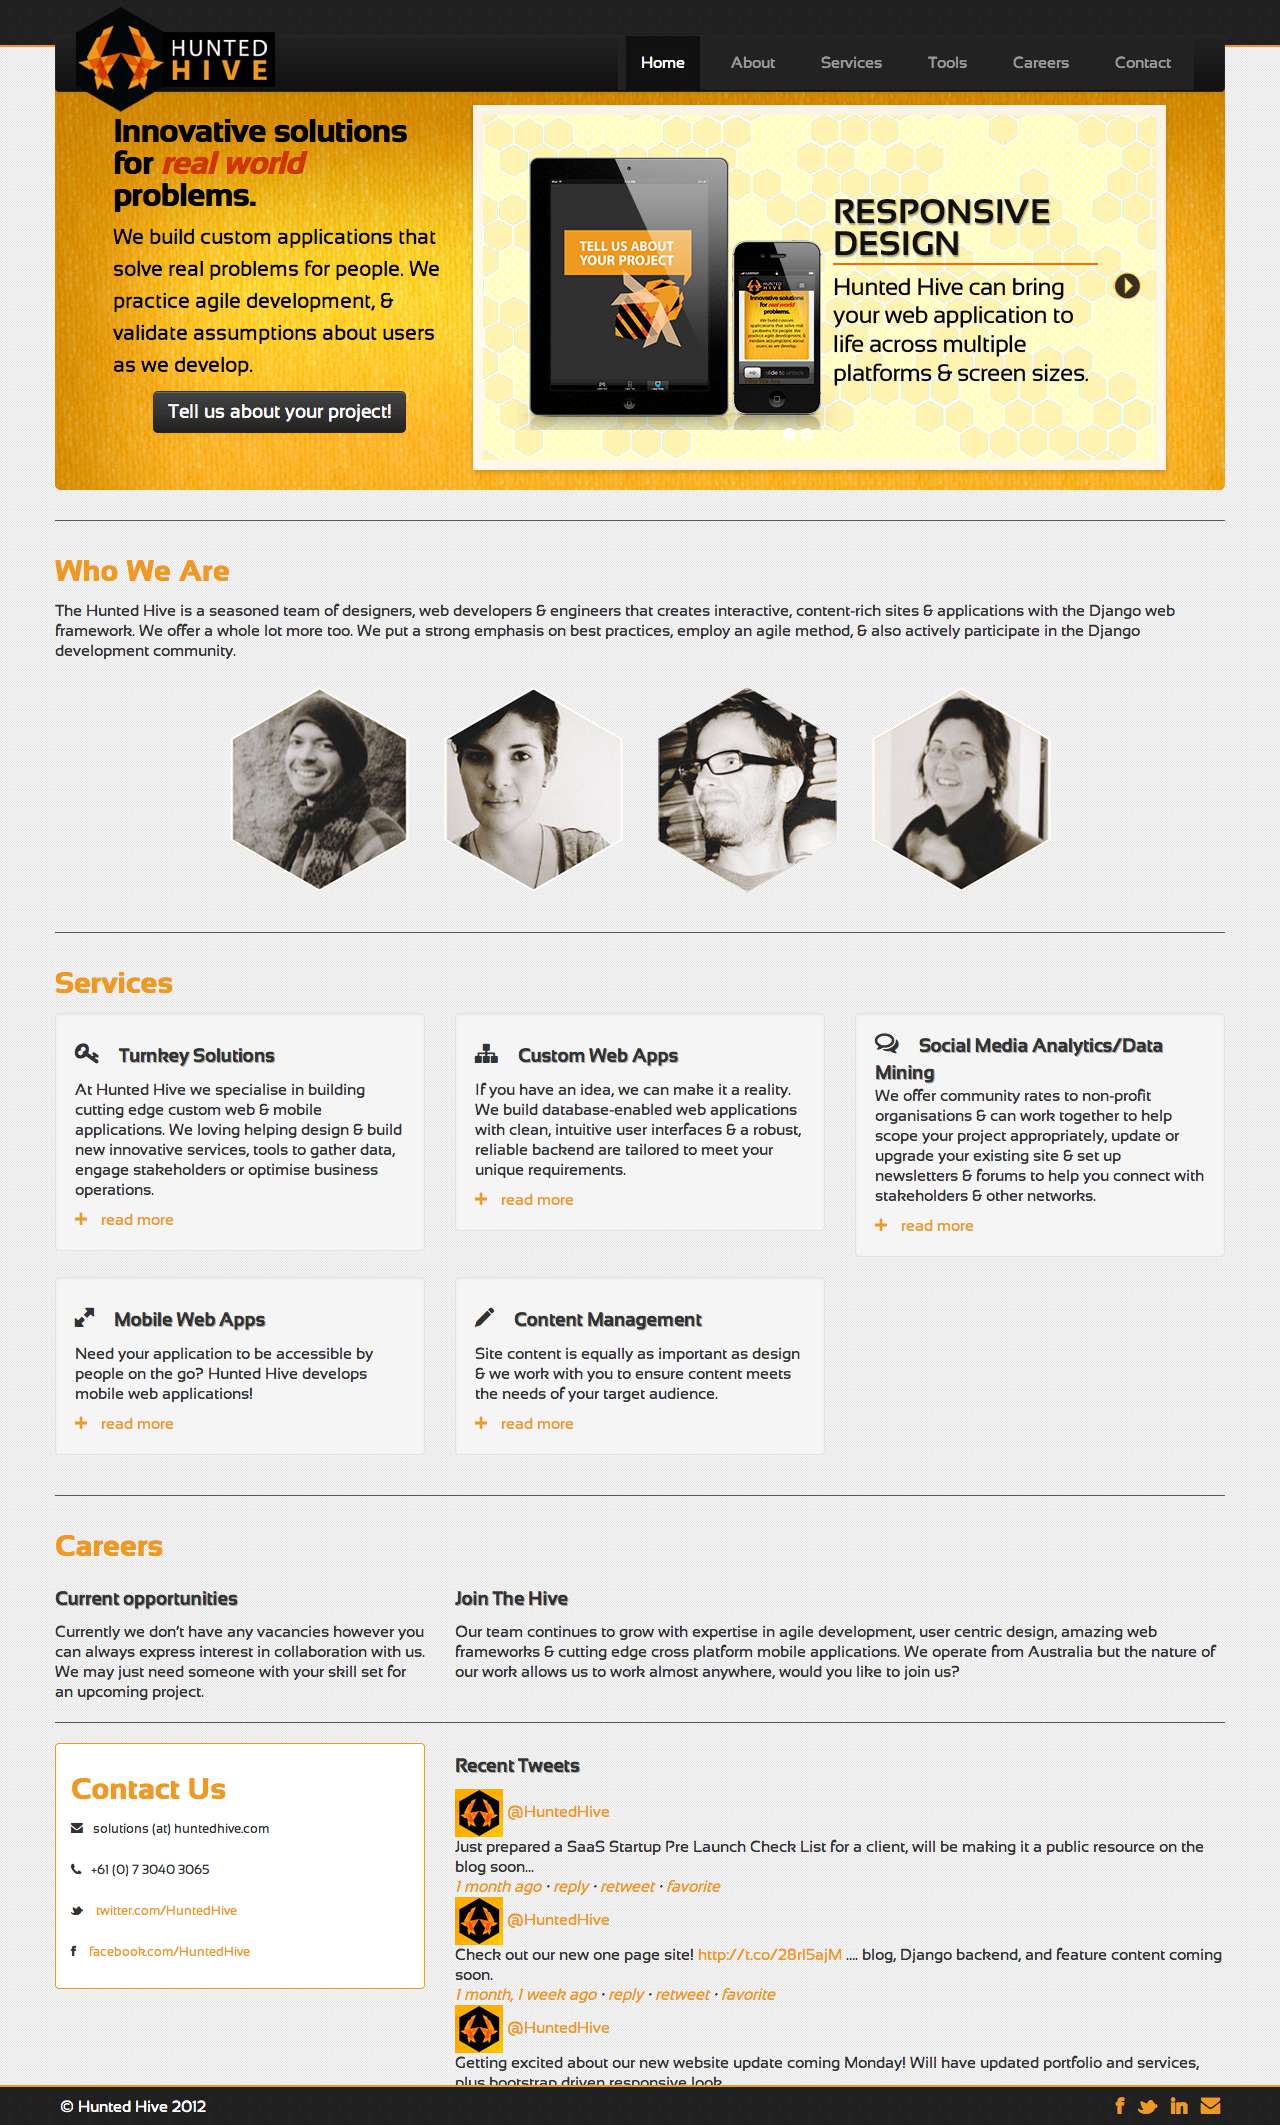 HUNTED
HIVE
Home
About
Services
Tools
Careers
Contact
Innovative solutions
for real world
problems.
We build custom applications that
solve real problems for people. We
practice agile development, &
validate assumptions about users
as we develop.
Tell us about your project!
TELL US ABOUT
YOUR PROJECT
HUNTED
HIVE
Innovative solutions
for real world
problems.
RESPONSIVE
DESIGN
Hunted Hive can bring
your web application to
life across multiple
platforms & screen sizes.
Who We Are
The Hunted Hive is a seasoned team of designers, web developers & engineers that creates interactive, content-rich sites & applications with the Django web
framework. We offer a whole lot more too. We put a strong emphasis on best practices, employ an agile method, & also actively participate in the Django
development community.
Services
Turnkey Solutions
At Hunted Hive we specialise in building
cutting edge custom web & mobile
applications. We loving helping design & build
new innovative services, tools to gather data,
engage stakeholders or optimise business
operations.
read more
Custom Web Apps
If you have an idea, we can make it a reality.
We build database-enabled web applications
with clean, intuitive user interfaces & a robust,
reliable backend are tailored to meet your
unique requirements.
read more
Social Media Analytics/Data
Mining
We offer community rates to non-profit
organisations & can work together to help
scope your project appropriately, update or
upgrade your existing site & set up
newsletters & forums to help you connect with
stakeholders & other networks.
read more
Mobile Web Apps
Need your application to be accessible by
people on the go? Hunted Hive develops
mobile web applications!
read more
Content Management
Site content is equally as important as design
& we work with you to ensure content meets
the needs of your target audience.
read more
Careers
Current opportunities
Currently we don't have any vacancies however you
can always express interest in collaboration with us.
We may just need someone with your skill set for
an upcoming project.
Join The Hive
Our team continues to grow with expertise in agile development, user centric design, amazing web
frameworks & cutting edge cross platform mobile applications. We operate from Australia but the nature of
our work allows us to work almost anywhere, would you like to join us?
Contact Us
solutions (at) huntedhive.com
+61 (0) 7 3040 3065
twitter.com/HuntedHive
facebook.com/HuntedHive
Recent Tweets
@HuntedHive
Just prepared a SaaS Startup Pre Launch Check List for a client, will be making it a public resource on the
blog soon...
1 month ago · reply · retweet · favorite
@HuntedHive
Check out our new one page site! http://t.co/28rl5ajM .... blog, Django backend, and feature content coming
soon.
1 month, 1 week ago · reply · retweet · favorite
@HuntedHive
Getting excited about our new website update coming Monday! Will have updated portfolio and services,
plus bootstrap driven responsive look
© Hunted Hive 2012